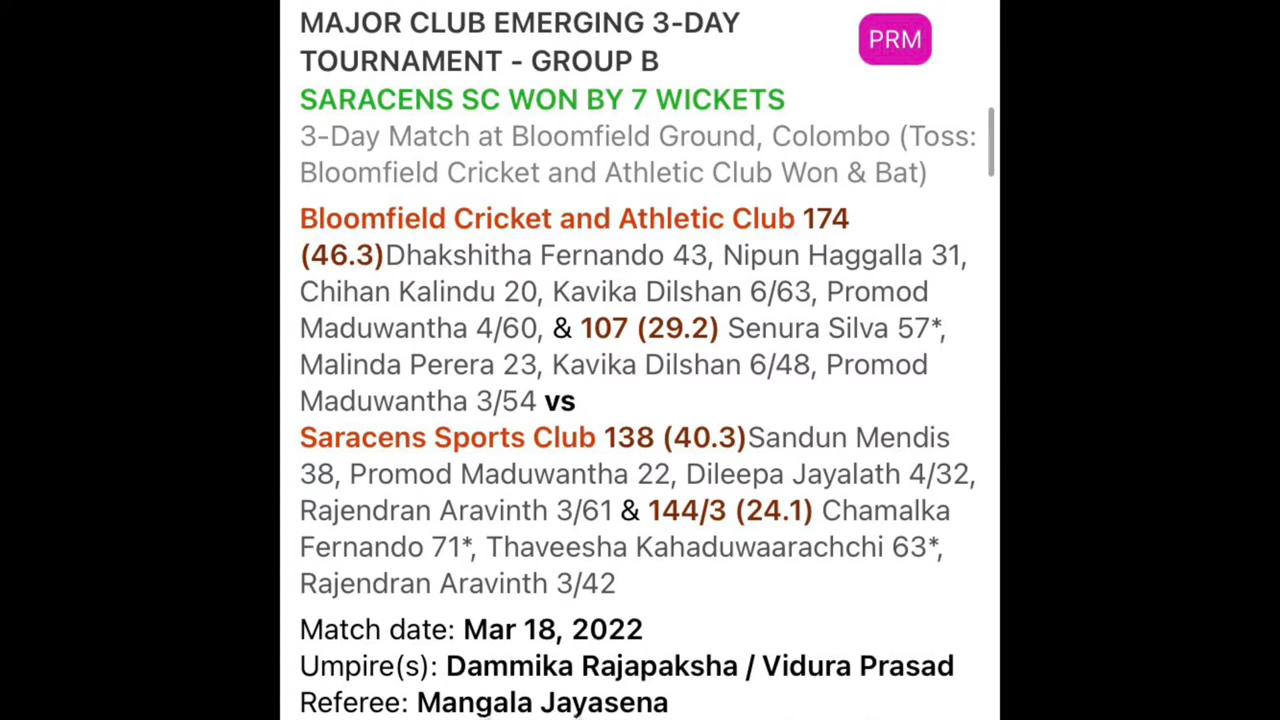 MAJOR CLUB EMERGING 3-DAY
TOURNAMENT - GROUP B
PRM
SARACENS SC WON BY 7 WICKETS
3-Day Match at Bloomfield Ground, Colombo (Toss:
Bloomfield Cricket and Athletic Club Won & Bat)
Bloomfield Cricket and Athletic Club 174
(46.3)Dhakshitha Fernando 43, Nipun Haggalla 31,
Chihan Kalindu 20, Kavika Dilshan 6/63, Promod
Maduwantha 4/60, & 107 (29.2) Senura Silva 57*,
Malinda Perera 23, Kavika Dilshan 6/48, Promod
Maduwantha 3/54 vs
Saracens Sports Club 138 (40.3)Sandun Mendis
38, Promod Maduwantha 22, Dileepa Jayalath 4/32,
Rajendran Aravinth 3/61 & 144/3 (24.1) Chamalka
Fernando 71*, Thaveesha Kahaduwaarachchi 63*,
Rajendran Aravinth 3/42
Match date: Mar 18, 2022
Umpire(s): Dammika Rajapaksha / Vidura Prasad
Referee: Mangala Jayasena